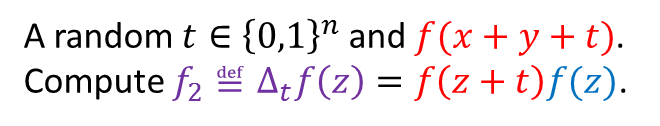 A random t ∈ {0,1}ⁿ and f(x + y + t).
Compute f₂ ≝ Δₜf(z) = f(z + t)f(z).